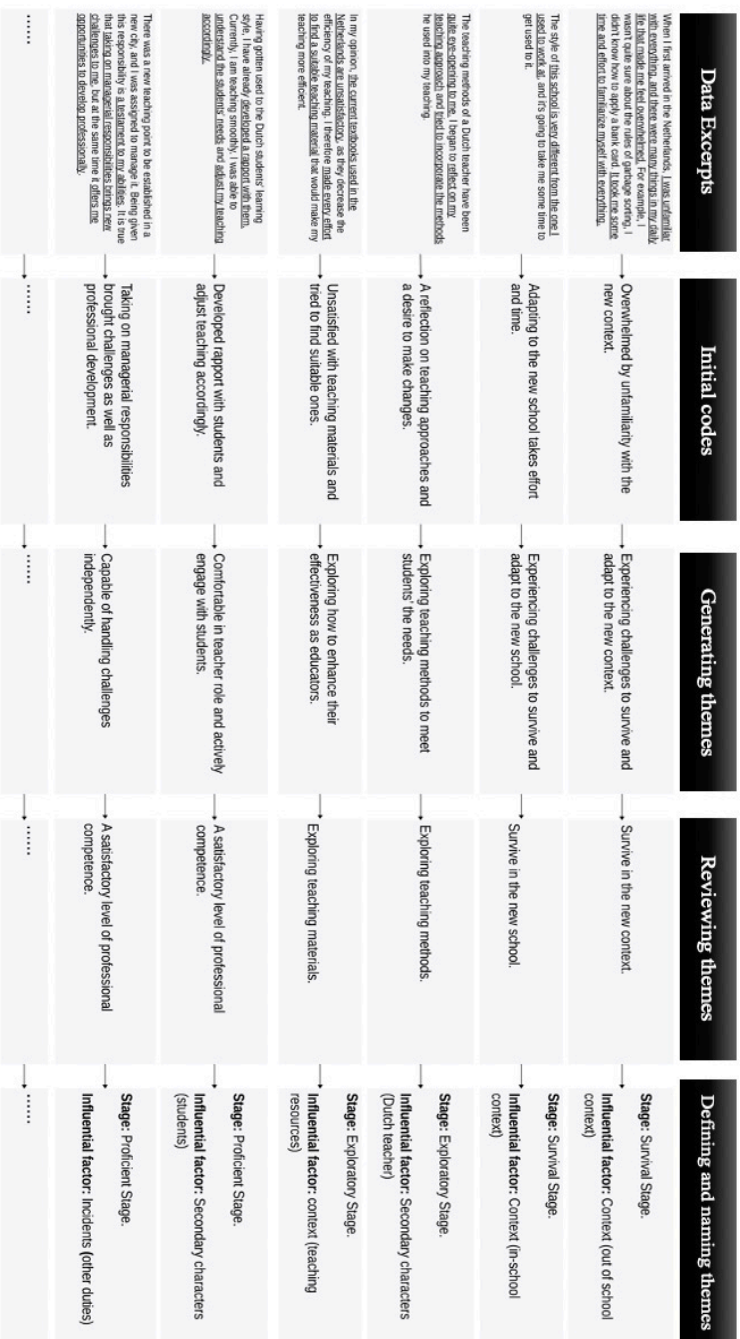 Data Excerpts
Initial codes
Generating themes
Reviewing themes
Defining and naming themes
When I first arrived in the Netherlands, I was unfamiliar
with everything, and there were many things in my daily
life that made me feel overwhelmed. For example, I
wasn't quite sure about the rules of garbage sorting, I
didn't know how to apply a bank card. It took me some
time and effort to familiarize myself with everything.
Overwhelmed by unfamiliarity with the
new context.
Experiencing challenges to survive and
adapt to the new context.
Survive in the new context.
Stage: Survival Stage.
Influential factor: Context (out of school
context)
The style of this school is very different from the one I
used to work at, and it's going to take me some time to
get used to it.
Adapting to the new school takes effort
and time.
Experiencing challenges to survive and
adapt to the new school.
Survive in the new school.
Stage: Survival Stage.
Influential factor: Context (in-school
context)
The teaching methods of a Dutch teacher have been
quite eye-opening to me. I began to reflect on my
teaching approach and tried to incorporate the methods
he used into my teaching.
A reflection on teaching approaches and
a desire to make changes.
Exploring teaching methods to meet
students' the needs.
Exploring teaching methods.
Stage: Exploratory Stage.
Influential factor: Secondary characters
(Dutch teacher)
In my opinion, the current textbooks used in the
Netherlands are unsatisfactory, as they decrease the
efficiency of my teaching. I therefore made every effort
to find a suitable teaching material that would make my
teaching more efficient.
Unsatisfied with teaching materials and
tried to find suitable ones.
Exploring how to enhance their
effectiveness as educators.
Exploring teaching materials.
Stage: Exploratory Stage.
Influential factor: context (teaching
resources)
Having gotten used to the Dutch students' learning
style, I have already developed a rapport with them.
Currently, I am teaching smoothly. I was able to
understand the students' needs and adjust my teaching
accordingly.
Developed rapport with students and
adjust teaching accordingly.
Comfortable in teacher role and actively
engage with students.
A satisfactory level of professional
competence.
Stage: Proficient Stage.
Influential factor: Secondary characters
(students)
There was a new teaching point to be established in a
new city, and I was assigned to manage it. Being given
this responsibility is a testament to my abilities. It is true
that taking on managerial responsibilities brings new
challenges to me, but at the same time it offers me
opportunities to develop professionally.
Taking on managerial responsibilities
brought challenges as well as
professional development.
Capable of handling challenges
independently.
A satisfactory level of professional
competence.
Stage: Proficient Stage.
Influential factor: Incidents (other duties)
......
......
......
......
......